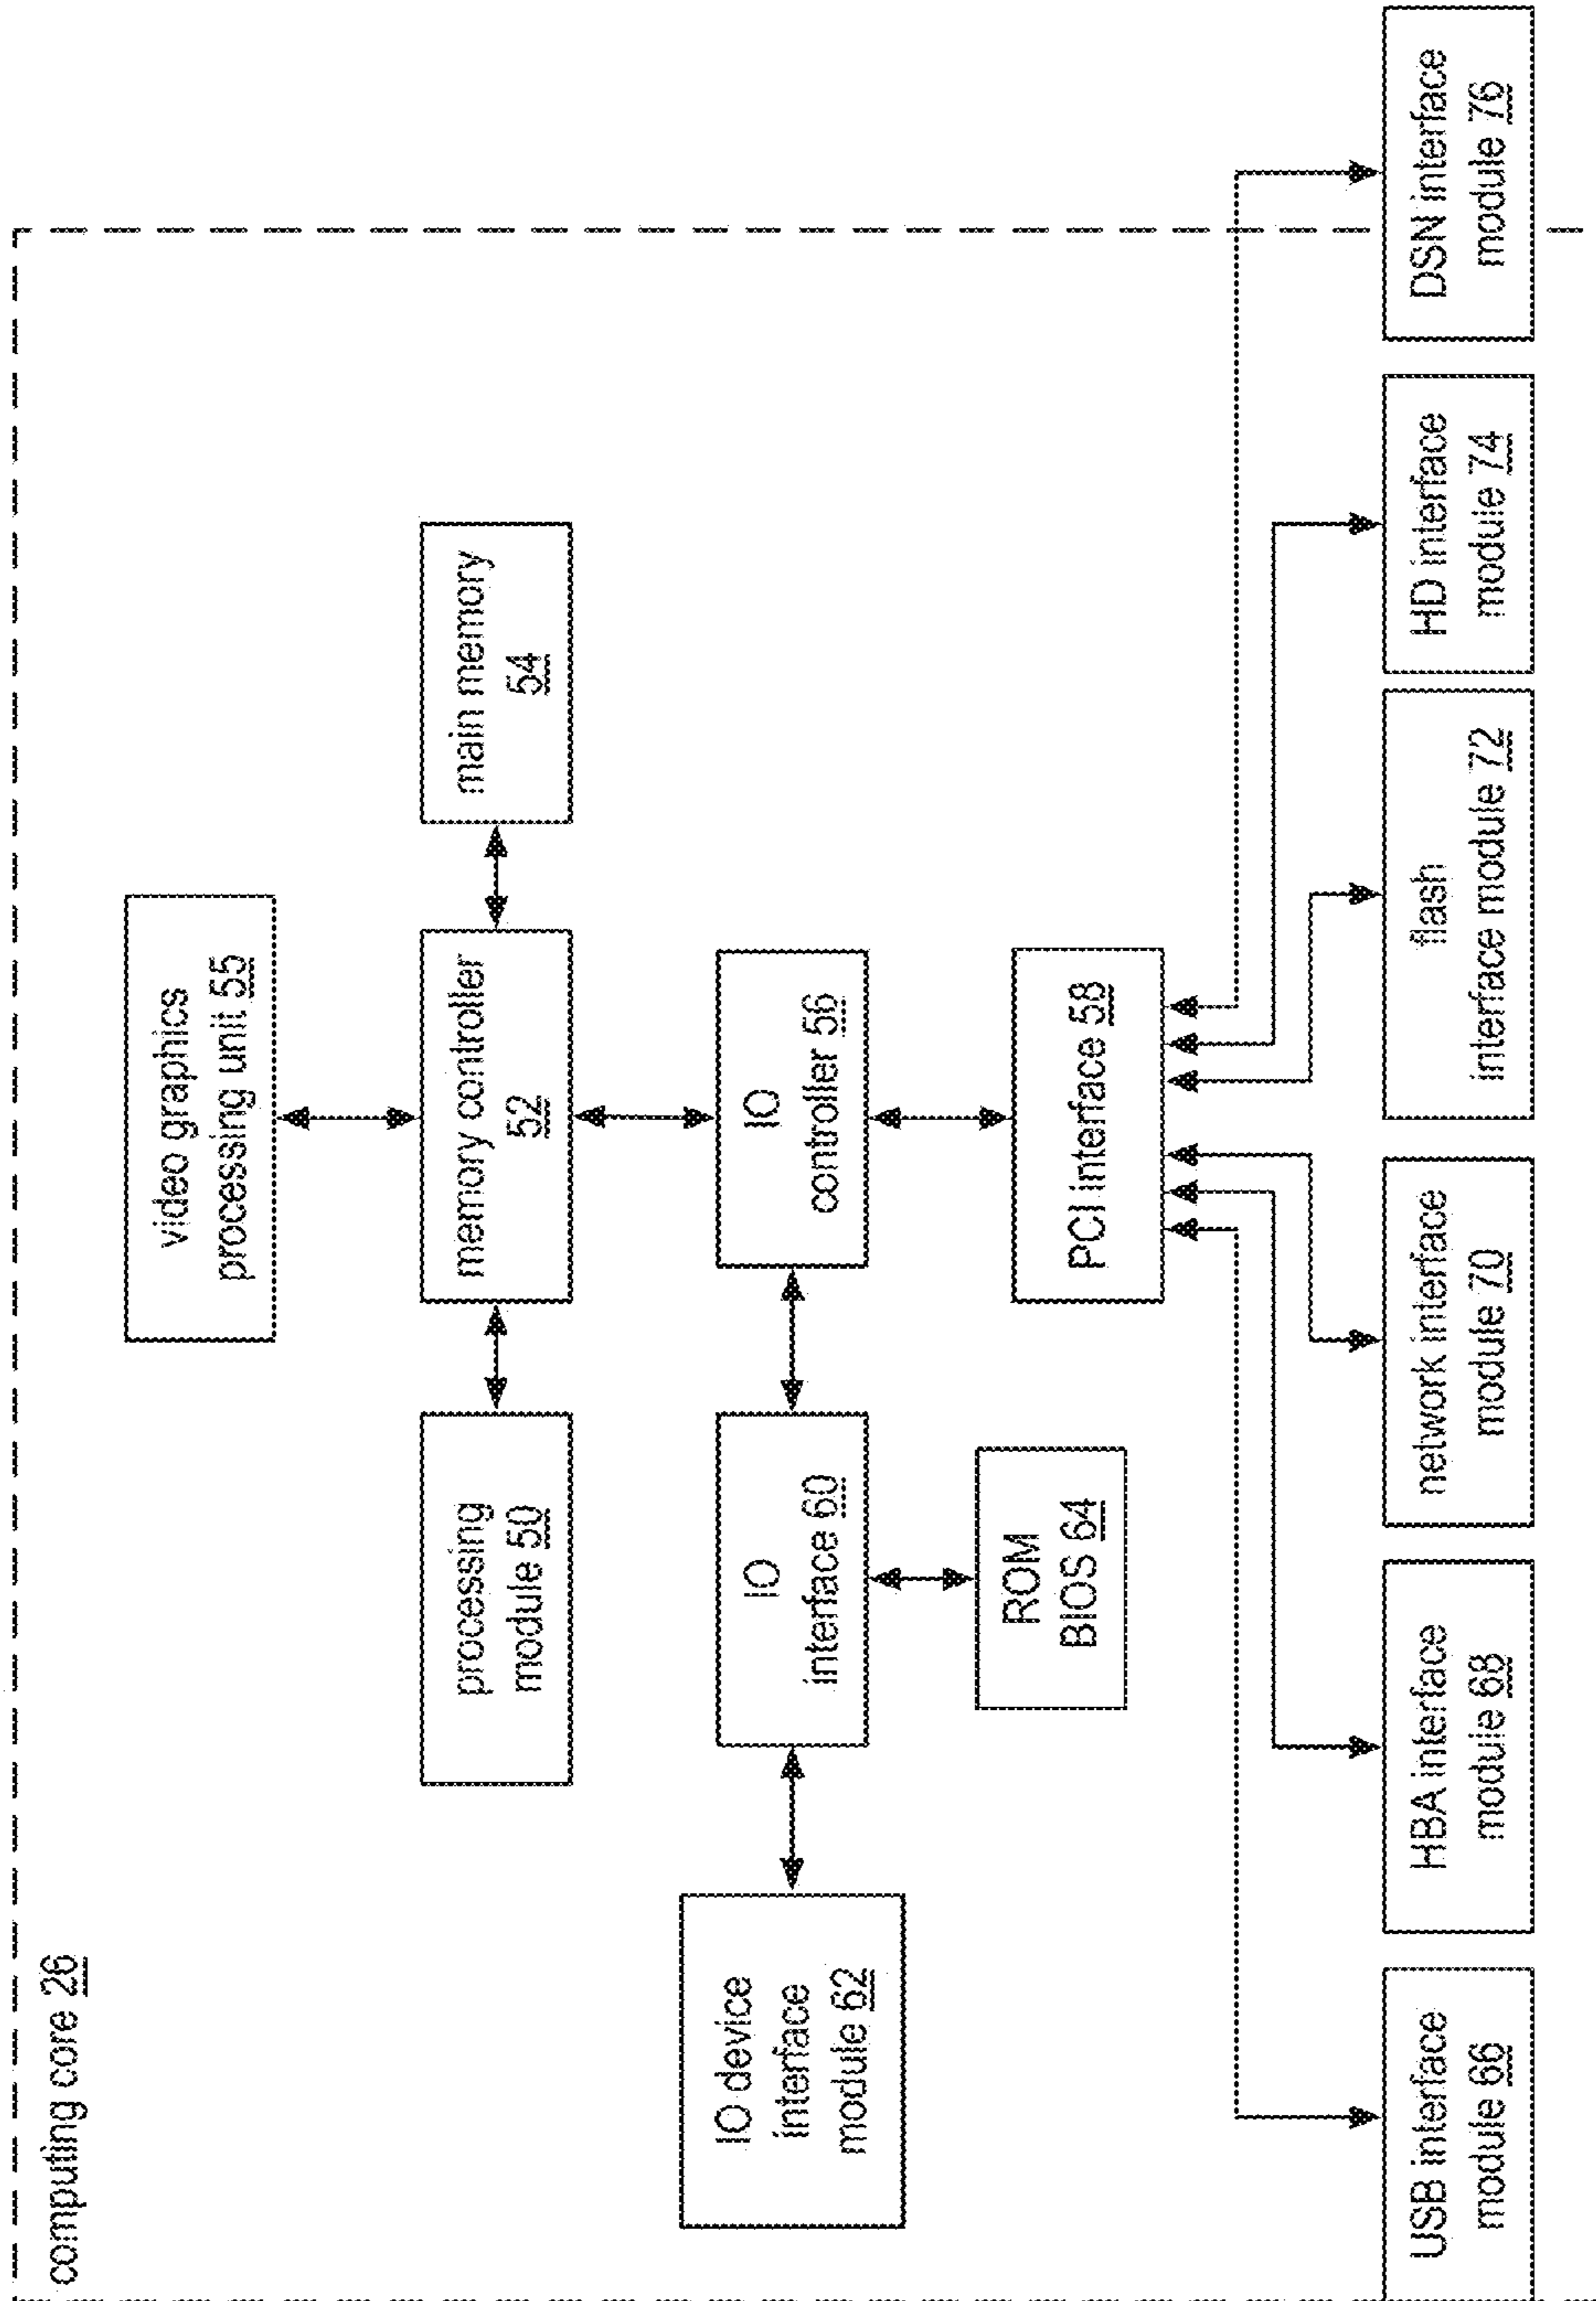 computing core 26
video graphics
processing unit 55
processing
module 50
memory controller
52
main memory
54
IO device
interface
module 62
IO
interface 60
IO
controller 56
ROM
BIOS 64
PCI interface 58
USB interface
module 66
HBA interface
module 68
network interface
module 70
flash
interface module 72
HD interface
module 74
DSN interface
module 76